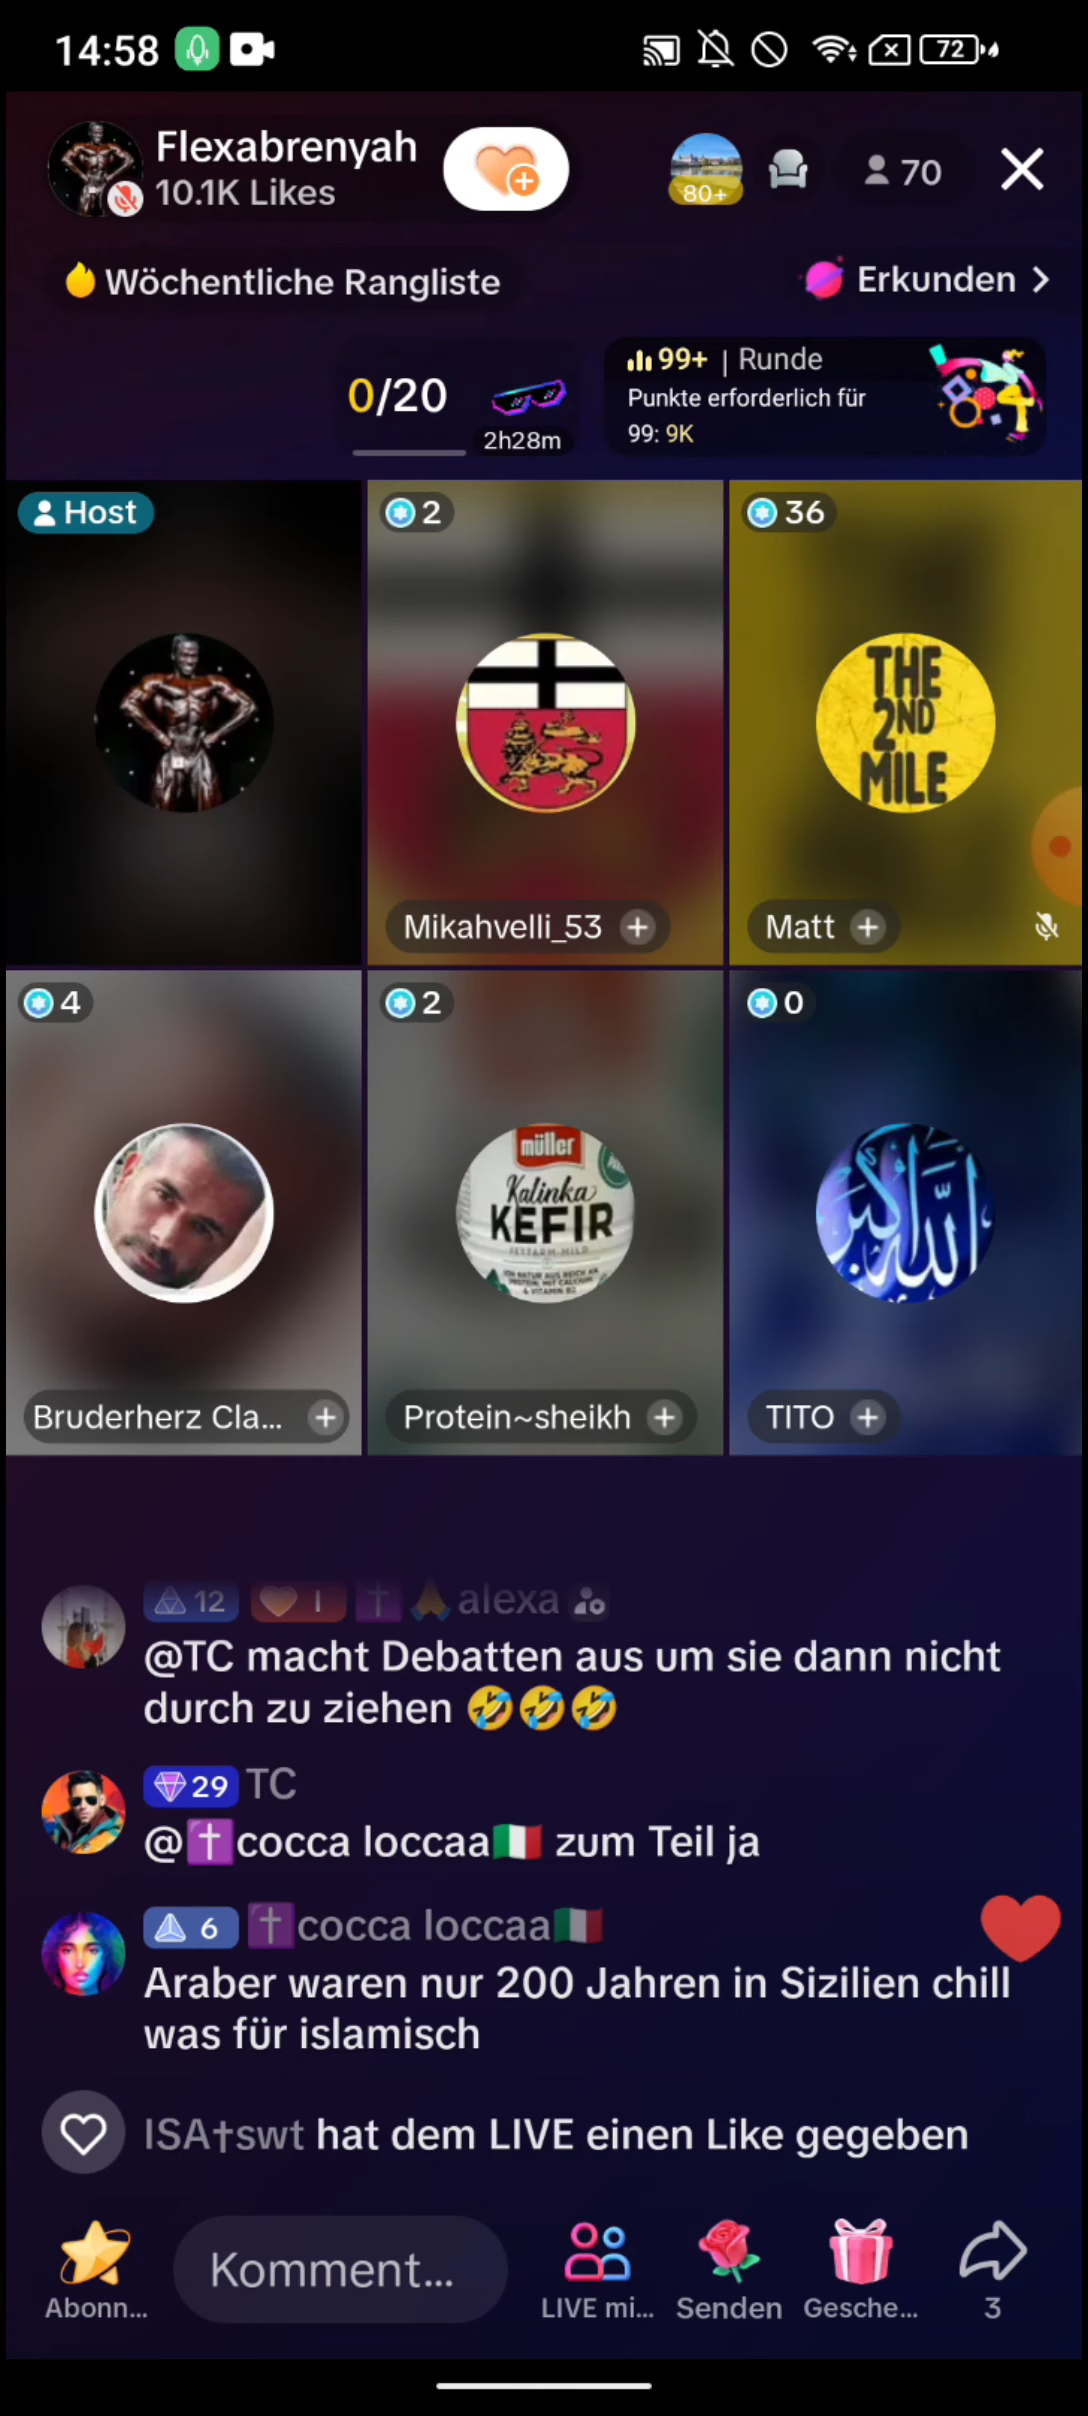 14:58
72
Flexabrenyah
10.1K Likes
80+
70
Wöchentliche Rangliste
Erkunden
0/20
2h28m
99+ | Runde
Punkte erforderlich für
99: 9K
Host
2
36
THE
2ND
MILE
Mikahvelli_53
Matt
4
2
0
müller
Kalinka
KEFIR
FETTARM MILD
الله أكبر
Bruderherz Cla...
Protein~sheikh
TITO
12 I ✝️🙏alexa
@TC macht Debatten aus um sie dann nicht
durch zu ziehen 🤣🤣🤣
29 TC
@✝️cocca loccaa🇮🇹 zum Teil ja
6 ✝️cocca loccaa🇮🇹
Araber waren nur 200 Jahren in Sizilien chill
was für islamisch
ISA†swt hat dem LIVE einen Like gegeben
Komment...
Abonn...
LIVE mi...
Senden
Gesche...
3